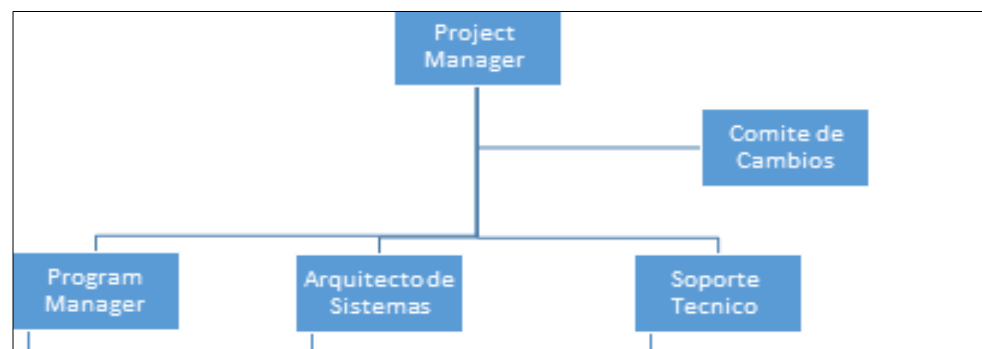 Project
Manager
Comite de
Cambios
Program
Manager
Arquitecto de
Sistemas
Soporte
Tecnico